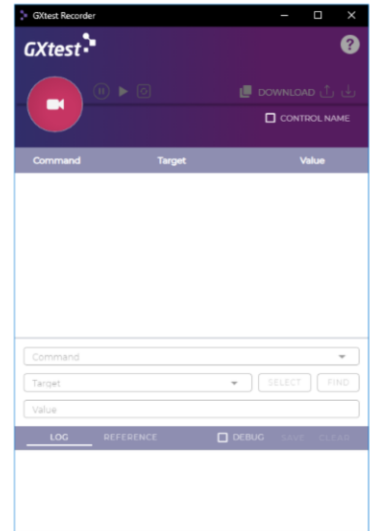 GXtest Recorder
GXtest
?
DOWNLOAD
CONTROL NAME
Command Target Value
Command
Target SELECT FIND
Value
LOG REFERENCE DEBUG SAVE CLEAR